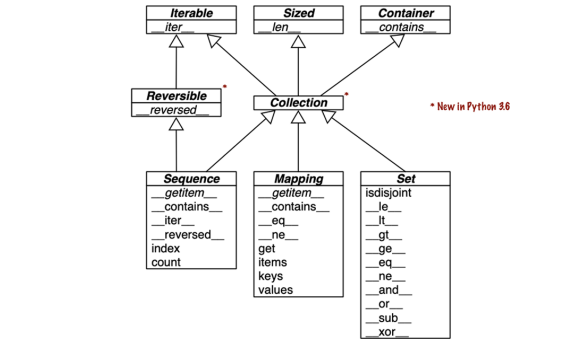 Iterable
__iter__
Sized
__len__
Container
__contains__
Reversible
*
__reversed__
Collection
*
* New in Python 3.6
Sequence
__getitem__
__contains__
__iter__
__reversed__
index
count
Mapping
__getitem__
__contains__
__eq__
__ne__
get
items
keys
values
Set
isdisjoint
__le__
__lt__
__gt__
__ge__
__eq__
__ne__
__and__
__or__
__sub__
__xor__